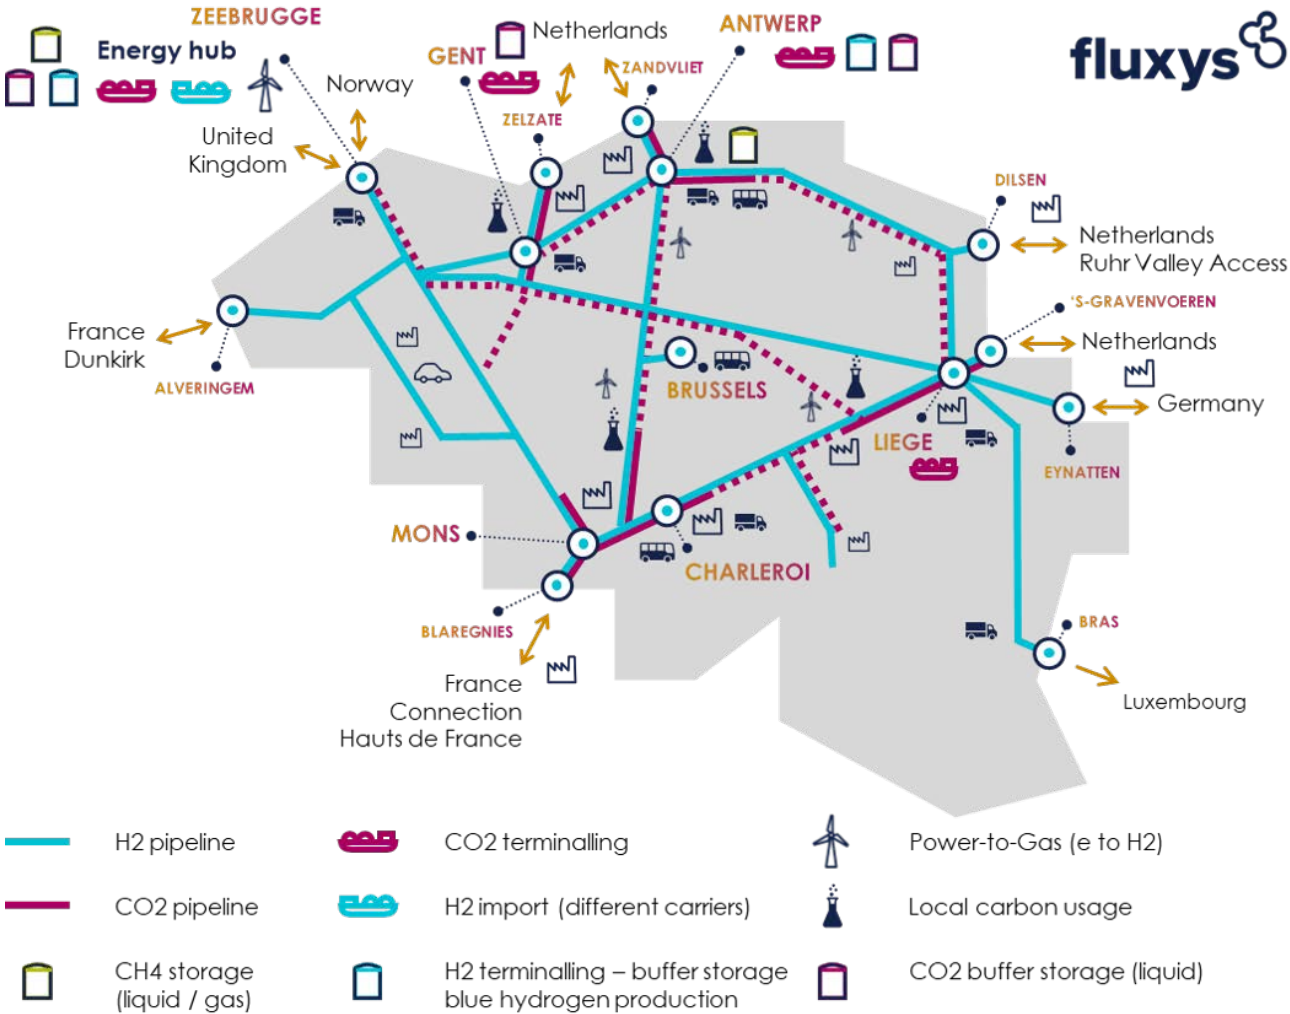 ZEEBRUGGE
Energy hub
GENT
Netherlands
ANTWERP
fluxys
Norway
United
Kingdom
ZELZATE
ZANDVLIET
DILSEN
Netherlands
Ruhr Valley Access
'S-GRAVENVOEREN
Netherlands
France
Dunkirk
ALVERINGEM
BRUSSELS
Germany
LIEGE
EYNATTEN
MONS
CHARLEROI
BLAREGNIES
BRAS
France
Connection
Hauts de France
Luxembourg
H2 pipeline
CO2 terminalling
Power-to-Gas (e to H2)
CO2 pipeline
H2 import (different carriers)
Local carbon usage
CH4 storage
(liquid / gas)
H2 terminalling – buffer storage
blue hydrogen production
CO2 buffer storage (liquid)